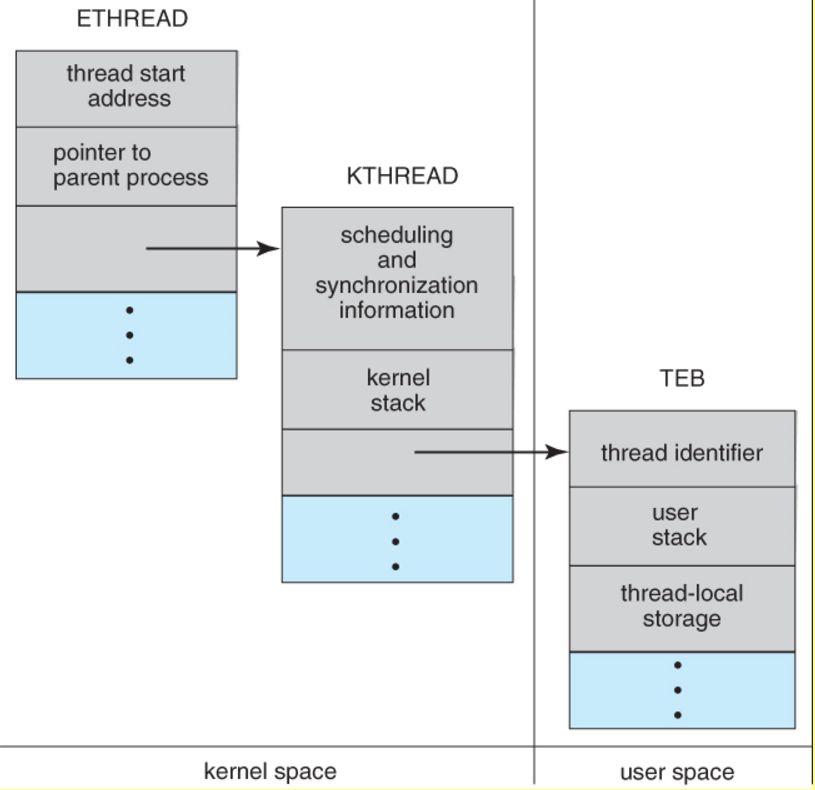 ETHREAD
thread start
address
pointer to
parent process
KTHREAD
scheduling
and
synchronization
information
kernel
stack
TEB
thread identifier
user
stack
thread-local
storage
kernel space
user space